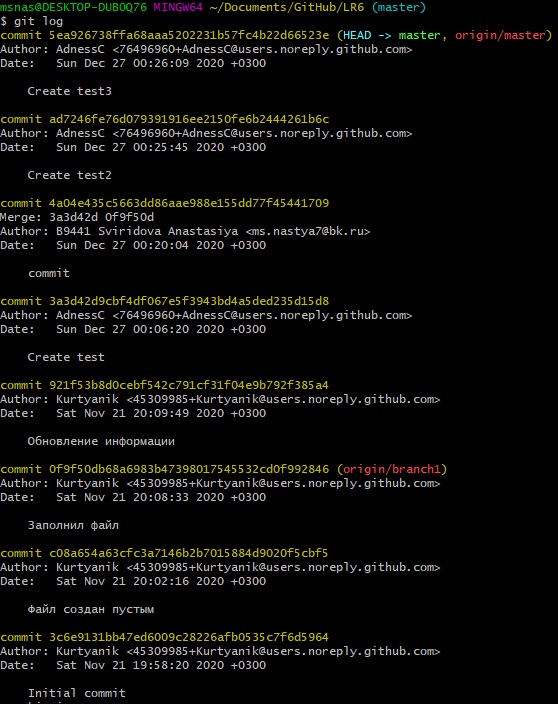 msnas@DESKTOP-DUBOQ76 MINGW64 ~/Documents/GitHub/LR6 (master)
$ git log
commit 5ea926738ffa68aaa5202231b57fc4b22d66523e (HEAD -> master, origin/master)
Author: AdnessC <76496960+AdnessC@users.noreply.github.com>
Date:   Sun Dec 27 00:26:09 2020 +0300
    Create test3
commit ad7246fe76d079391916ee2150fe6b2444261b6c
Author: AdnessC <76496960+AdnessC@users.noreply.github.com>
Date:   Sun Dec 27 00:25:45 2020 +0300
    Create test2
commit 4a04e435c5663dd86aae988e155dd77f45441709
Merge: 3a3d42d 0f9f50d
Author: B9441 Sviridova Anastasiya <ms.nastya7@bk.ru>
Date:   Sun Dec 27 00:20:04 2020 +0300
    commit
commit 3a3d42d9cbf4df067e5f3943bd4a5ded235d15d8
Author: AdnessC <76496960+AdnessC@users.noreply.github.com>
Date:   Sun Dec 27 00:06:20 2020 +0300
    Create test
commit 921f53b8d0cebf542c791cf31f04e9b792f385a4
Author: Kurtyanik <45309985+Kurtyanik@users.noreply.github.com>
Date:   Sat Nov 21 20:09:49 2020 +0300
    Обновление информации
commit 0f9f50db68a6983b47398017545532cd0f992846 (origin/branch1)
Author: Kurtyanik <45309985+Kurtyanik@users.noreply.github.com>
Date:   Sat Nov 21 20:08:33 2020 +0300
    Заполнил файл
commit c08a654a63cfc3a7146b2b7015884d9020f5cbf5
Author: Kurtyanik <45309985+Kurtyanik@users.noreply.github.com>
Date:   Sat Nov 21 20:02:16 2020 +0300
    Файл создан пустым
commit 3c6e9131bb47ed6009c28226afb0535c7f6d5964
Author: Kurtyanik <45309985+Kurtyanik@users.noreply.github.com>
Date:   Sat Nov 21 19:58:20 2020 +0300
    Initial commit